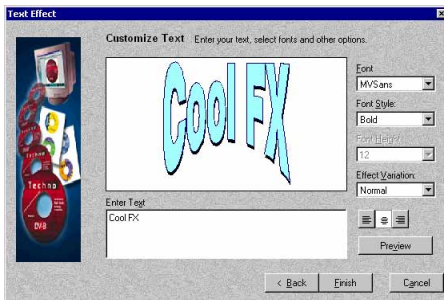 Text Effect
Customize Text Enter your text, select fonts and other options.
Cool FX
Font
MVSans
Font Style:
Bold
Font Height:
12
Effect Variation:
Normal
Enter Text
Cool FX
Preview
Techno
DV-B
< Back Finish Cancel